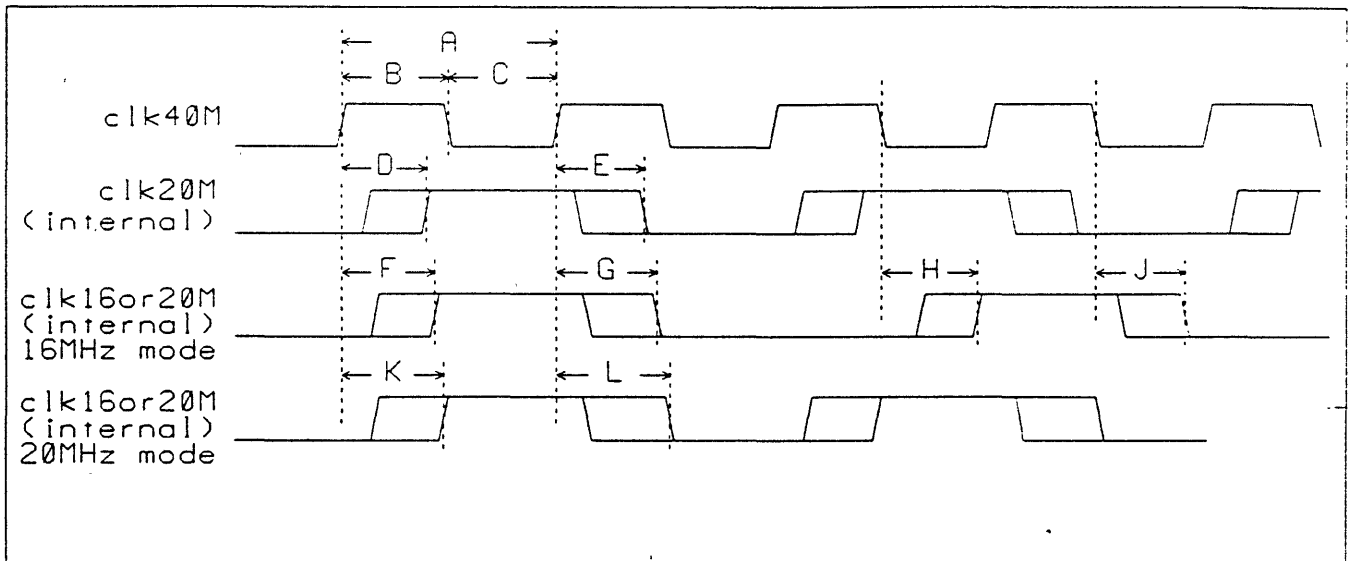 A
B C
clk40M
D E
clk20M
(internal)
F G H J
clk16or20M
(internal)
16MHz mode
K L
clk16or20M
(internal)
20MHz mode